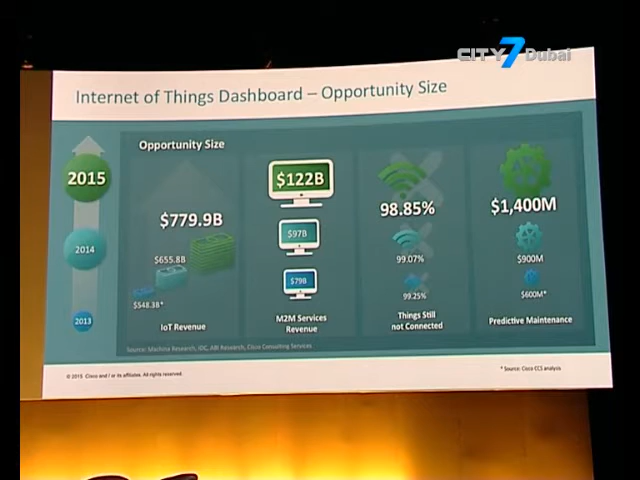 CITY7 Dubai
Internet of Things Dashboard – Opportunity Size
Opportunity Size
2015
$779.9B
$122B
98.85%
$1,400M
2014
$655.8B
$97B
99.07%
$900M
2013
$548.3B*
$79B
99.25%
$600M*
IoT Revenue
M2M Services
Revenue
Things Still
not Connected
Predictive Maintenance
Source: Machina Research, IDC, ABI Research, Cisco Consulting Services
© 2015 Cisco and / or its affiliates. All rights reserved.
* Source: Cisco CCS analysis